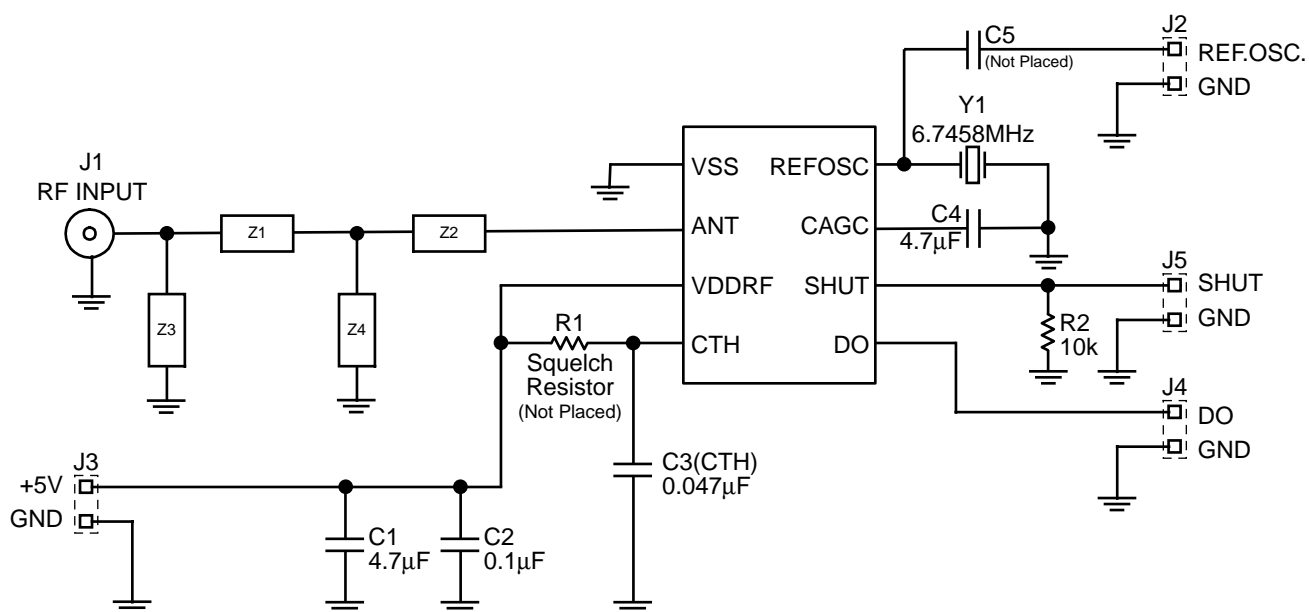 C5
(Not Placed)
J2
REF.OSC.
GND
Y1
6.7458MHz
J1
RF INPUT
VSS
REFOSC
Z1
Z2
ANT
CAGC
C4
4.7μF
Z3
Z4
VDDRF
SHUT
J5
SHUT
GND
R1
Squelch
Resistor
(Not Placed)
CTH
DO
R2
10k
J4
DO
GND
J3
+5V
GND
C3(CTH)
0.047μF
C1
4.7μF
C2
0.1μF